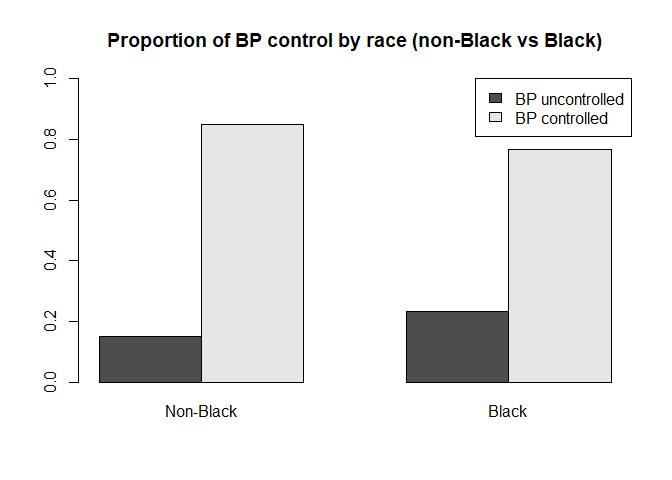 Proportion of BP control by race (non-Black vs Black)
1.0
0.8
0.6
0.4
0.2
0.0
BP uncontrolled
BP controlled
Non-Black
Black